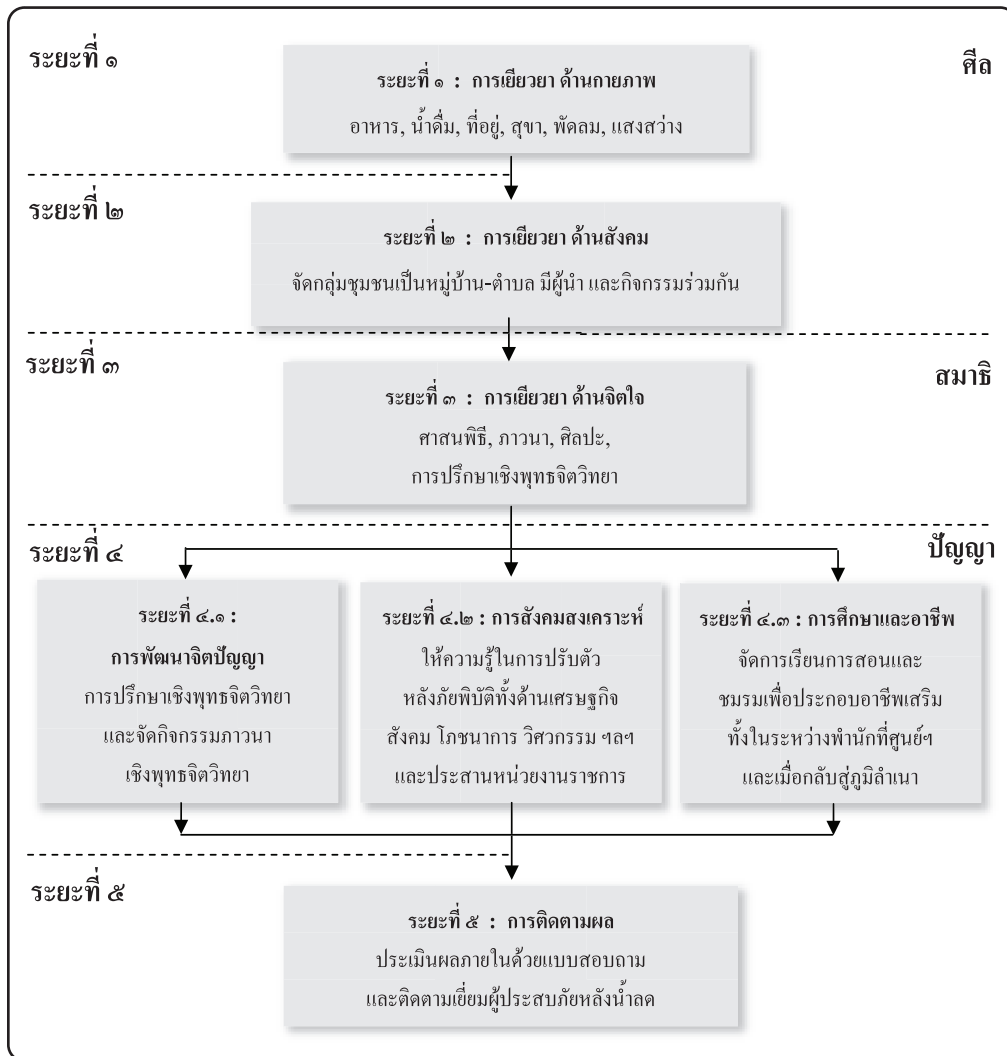 ระยะที่ ๑
ศีล
ระยะที่ ๑ : การเยียวยา ด้านกายภาพ
อาหาร, น้ำดื่ม, ที่อยู่, สุขา, พัดลม, แสงสว่าง
ระยะที่ ๒
ระยะที่ ๒ : การเยียวยา ด้านสังคม
จัดกลุ่มชุมชนเป็นหมู่บ้าน-ตำบล มีผู้นำ และกิจกรรมร่วมกัน
ระยะที่ ๓
สมาธิ
ระยะที่ ๓ : การเยียวยา ด้านจิตใจ
ศาสนพิธี, ภาวนา, ศิลปะ,
การปรึกษาเชิงพุทธจิตวิทยา
ระยะที่ ๔
ปัญญา
ระยะที่ ๔.๑ :
การพัฒนาจิตปัญญา
การปรึกษาเชิงพุทธจิตวิทยา
และจัดกิจกรรมภาวนา
เชิงพุทธจิตวิทยา
ระยะที่ ๔.๒ : การสังคมสงเคราะห์
ให้ความรู้ในการปรับตัว
หลังภัยพิบัติทั้งด้านเศรษฐกิจ
สังคม โภชนาการ วิศวกรรม ฯลฯ
และประสานหน่วยงานราชการ
ระยะที่ ๔.๓ : การศึกษาและอาชีพ
จัดการเรียนการสอนและ
ชมรมเพื่อประกอบอาชีพเสริม
ทั้งในระหว่างพำนักที่ศูนย์ฯ
และเมื่อกลับสู่ภูมิลำเนา
ระยะที่ ๕
ระยะที่ ๕ : การติดตามผล
ประเมินผลภายในด้วยแบบสอบถาม
และติดตามเยี่ยมผู้ประสบภัยหลังน้ำลด